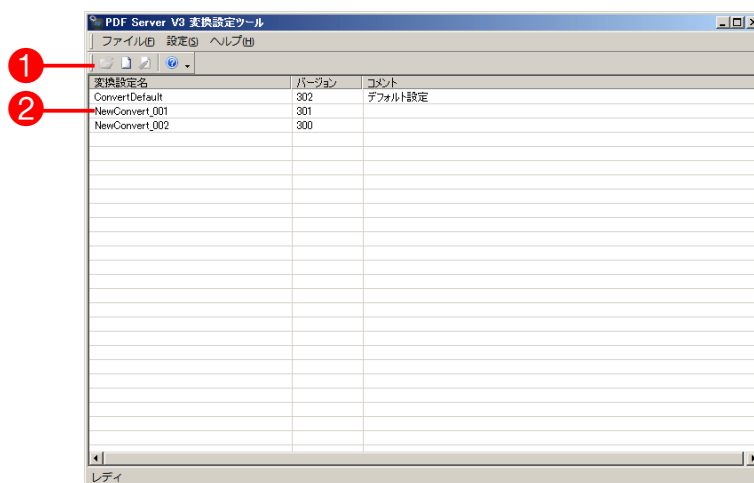 PDF Server V3 変換設定ツール
ファイル(F) 設定(S) ヘルプ(H)
1
変換設定名 バージョン コメント
ConvertDefault 302 デフォルト設定
2
NewConvert_001 301
NewConvert_002 300
レディ